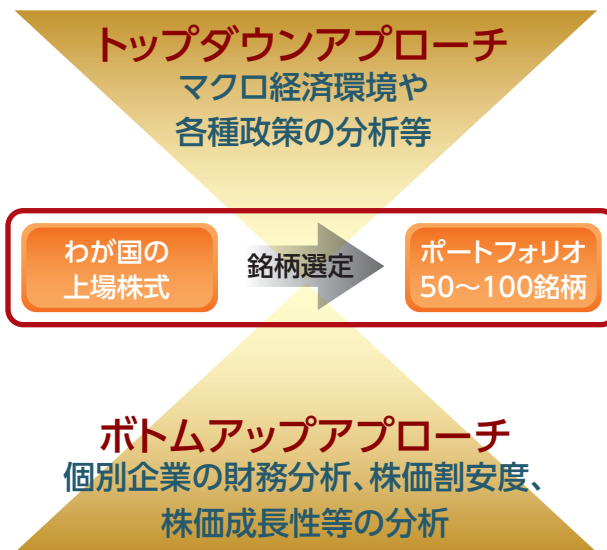 トップダウンアプローチ
マクロ経済環境や
各種政策の分析等
わが国の
上場株式
銘柄選定
ポートフォリオ
50～100銘柄
ボトムアップアプローチ
個別企業の財務分析、株価割安度、
株価成長性等の分析